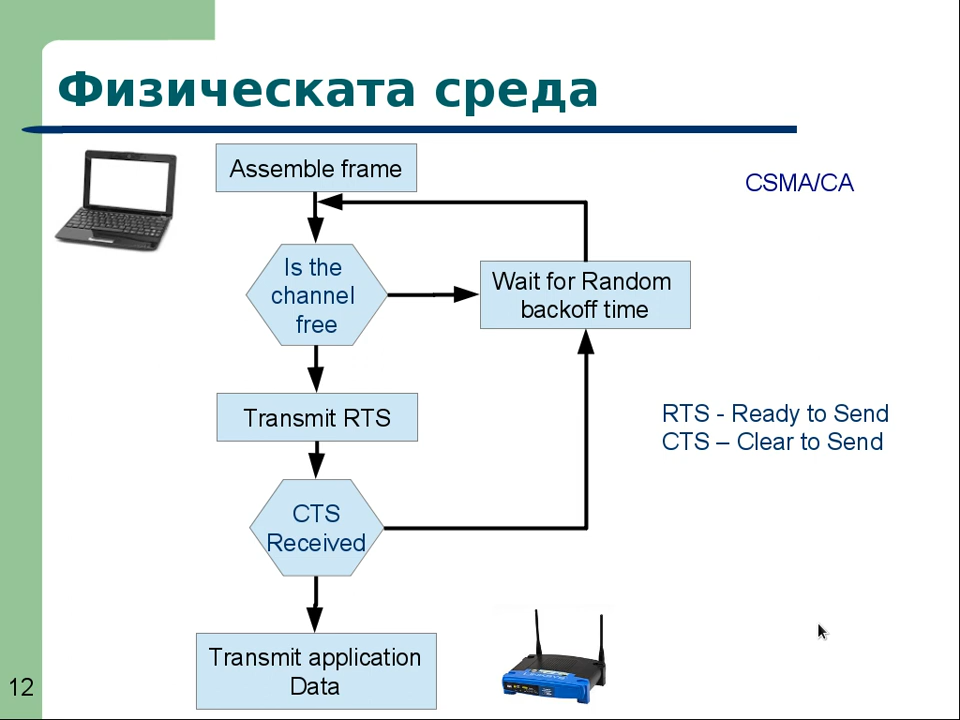 Физическата среда
Assemble frame
CSMA/CA
Is the
channel
free
Wait for Random
backoff time
Transmit RTS
RTS - Ready to Send
CTS – Clear to Send
CTS
Received
Transmit application
Data
12